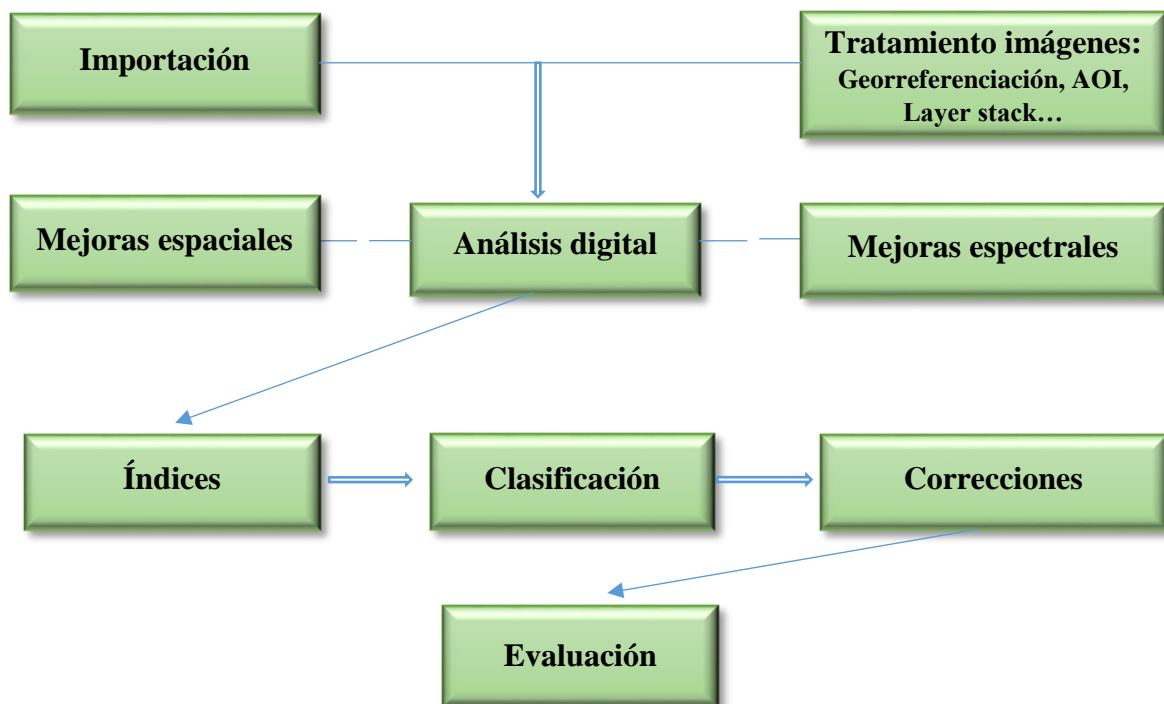 Importación
Tratamiento imágenes:
Georreferenciación, AOI,
Layer stack…
Mejoras espaciales
Análisis digital
Mejoras espectrales
Índices
Clasificación
Correcciones
Evaluación